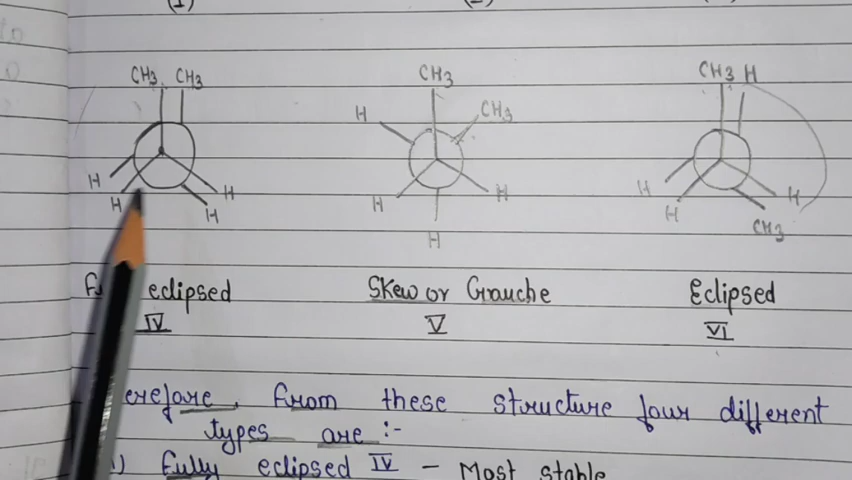 CH3 CH3
H
H
H
H
CH3
H
CH3
H
H
H
CH3 H
H
H
H
CH3
eclipsed
IV
Skew or Grauche
V
Eclipsed
VI
erefore, from these structure four different
types are :-
Fully eclipsed IV - Most stable